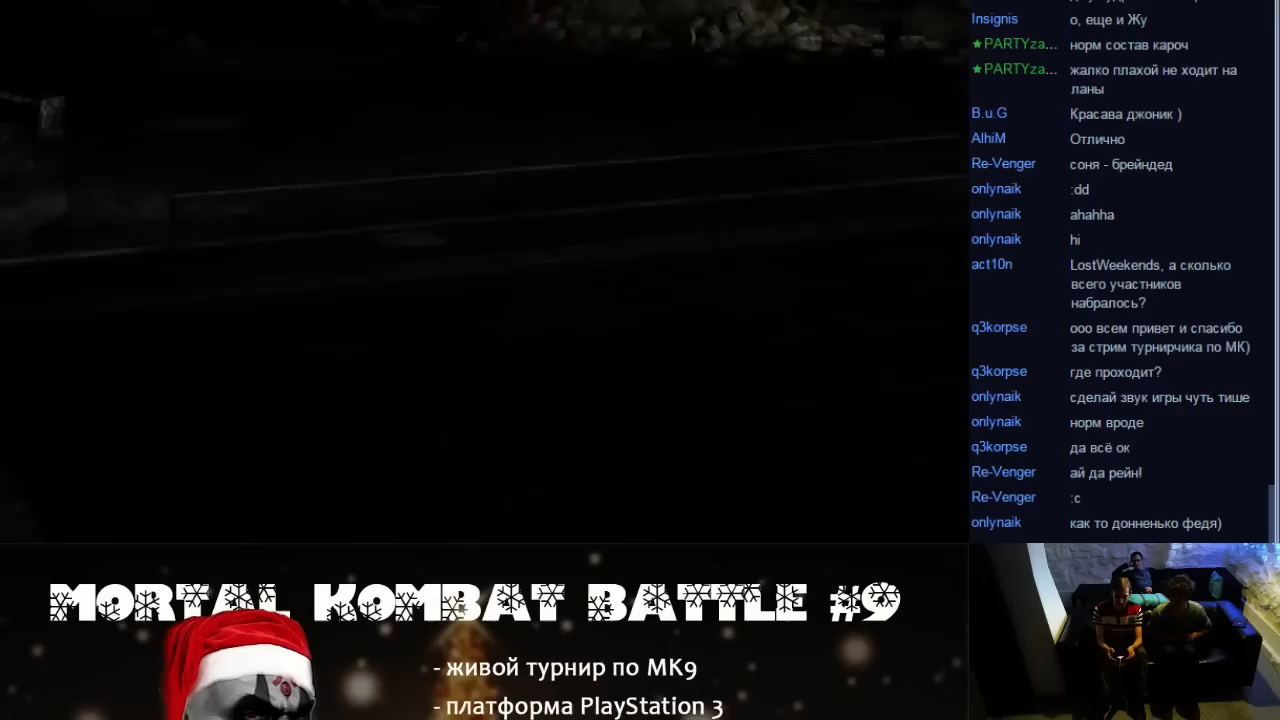 Insignis о, еще и Жу
★PARTYza... норм состав кароч
★PARTYza... жалко плахой не ходит на
ланы
B.u.G Красава джоник )
AlhiM Отлично
Re-Venger соня - брейндед
onlynaik :dd
onlynaik ahahha
onlynaik hi
act10n LostWeekends, а сколько
всего участников
набралось?
q3korpse ооо всем привет и спасибо
за стрим турнирчика по МК)
q3korpse где проходит?
onlynaik сделай звук игры чуть тише
onlynaik норм вроде
q3korpse да всё ок
Re-Venger ай да рейн!
Re-Venger :с
onlynaik как то донненько федя)
MORTAL KOMBAT BATTLE #9
- живой турнир по МК9
- платформа PlayStation 3